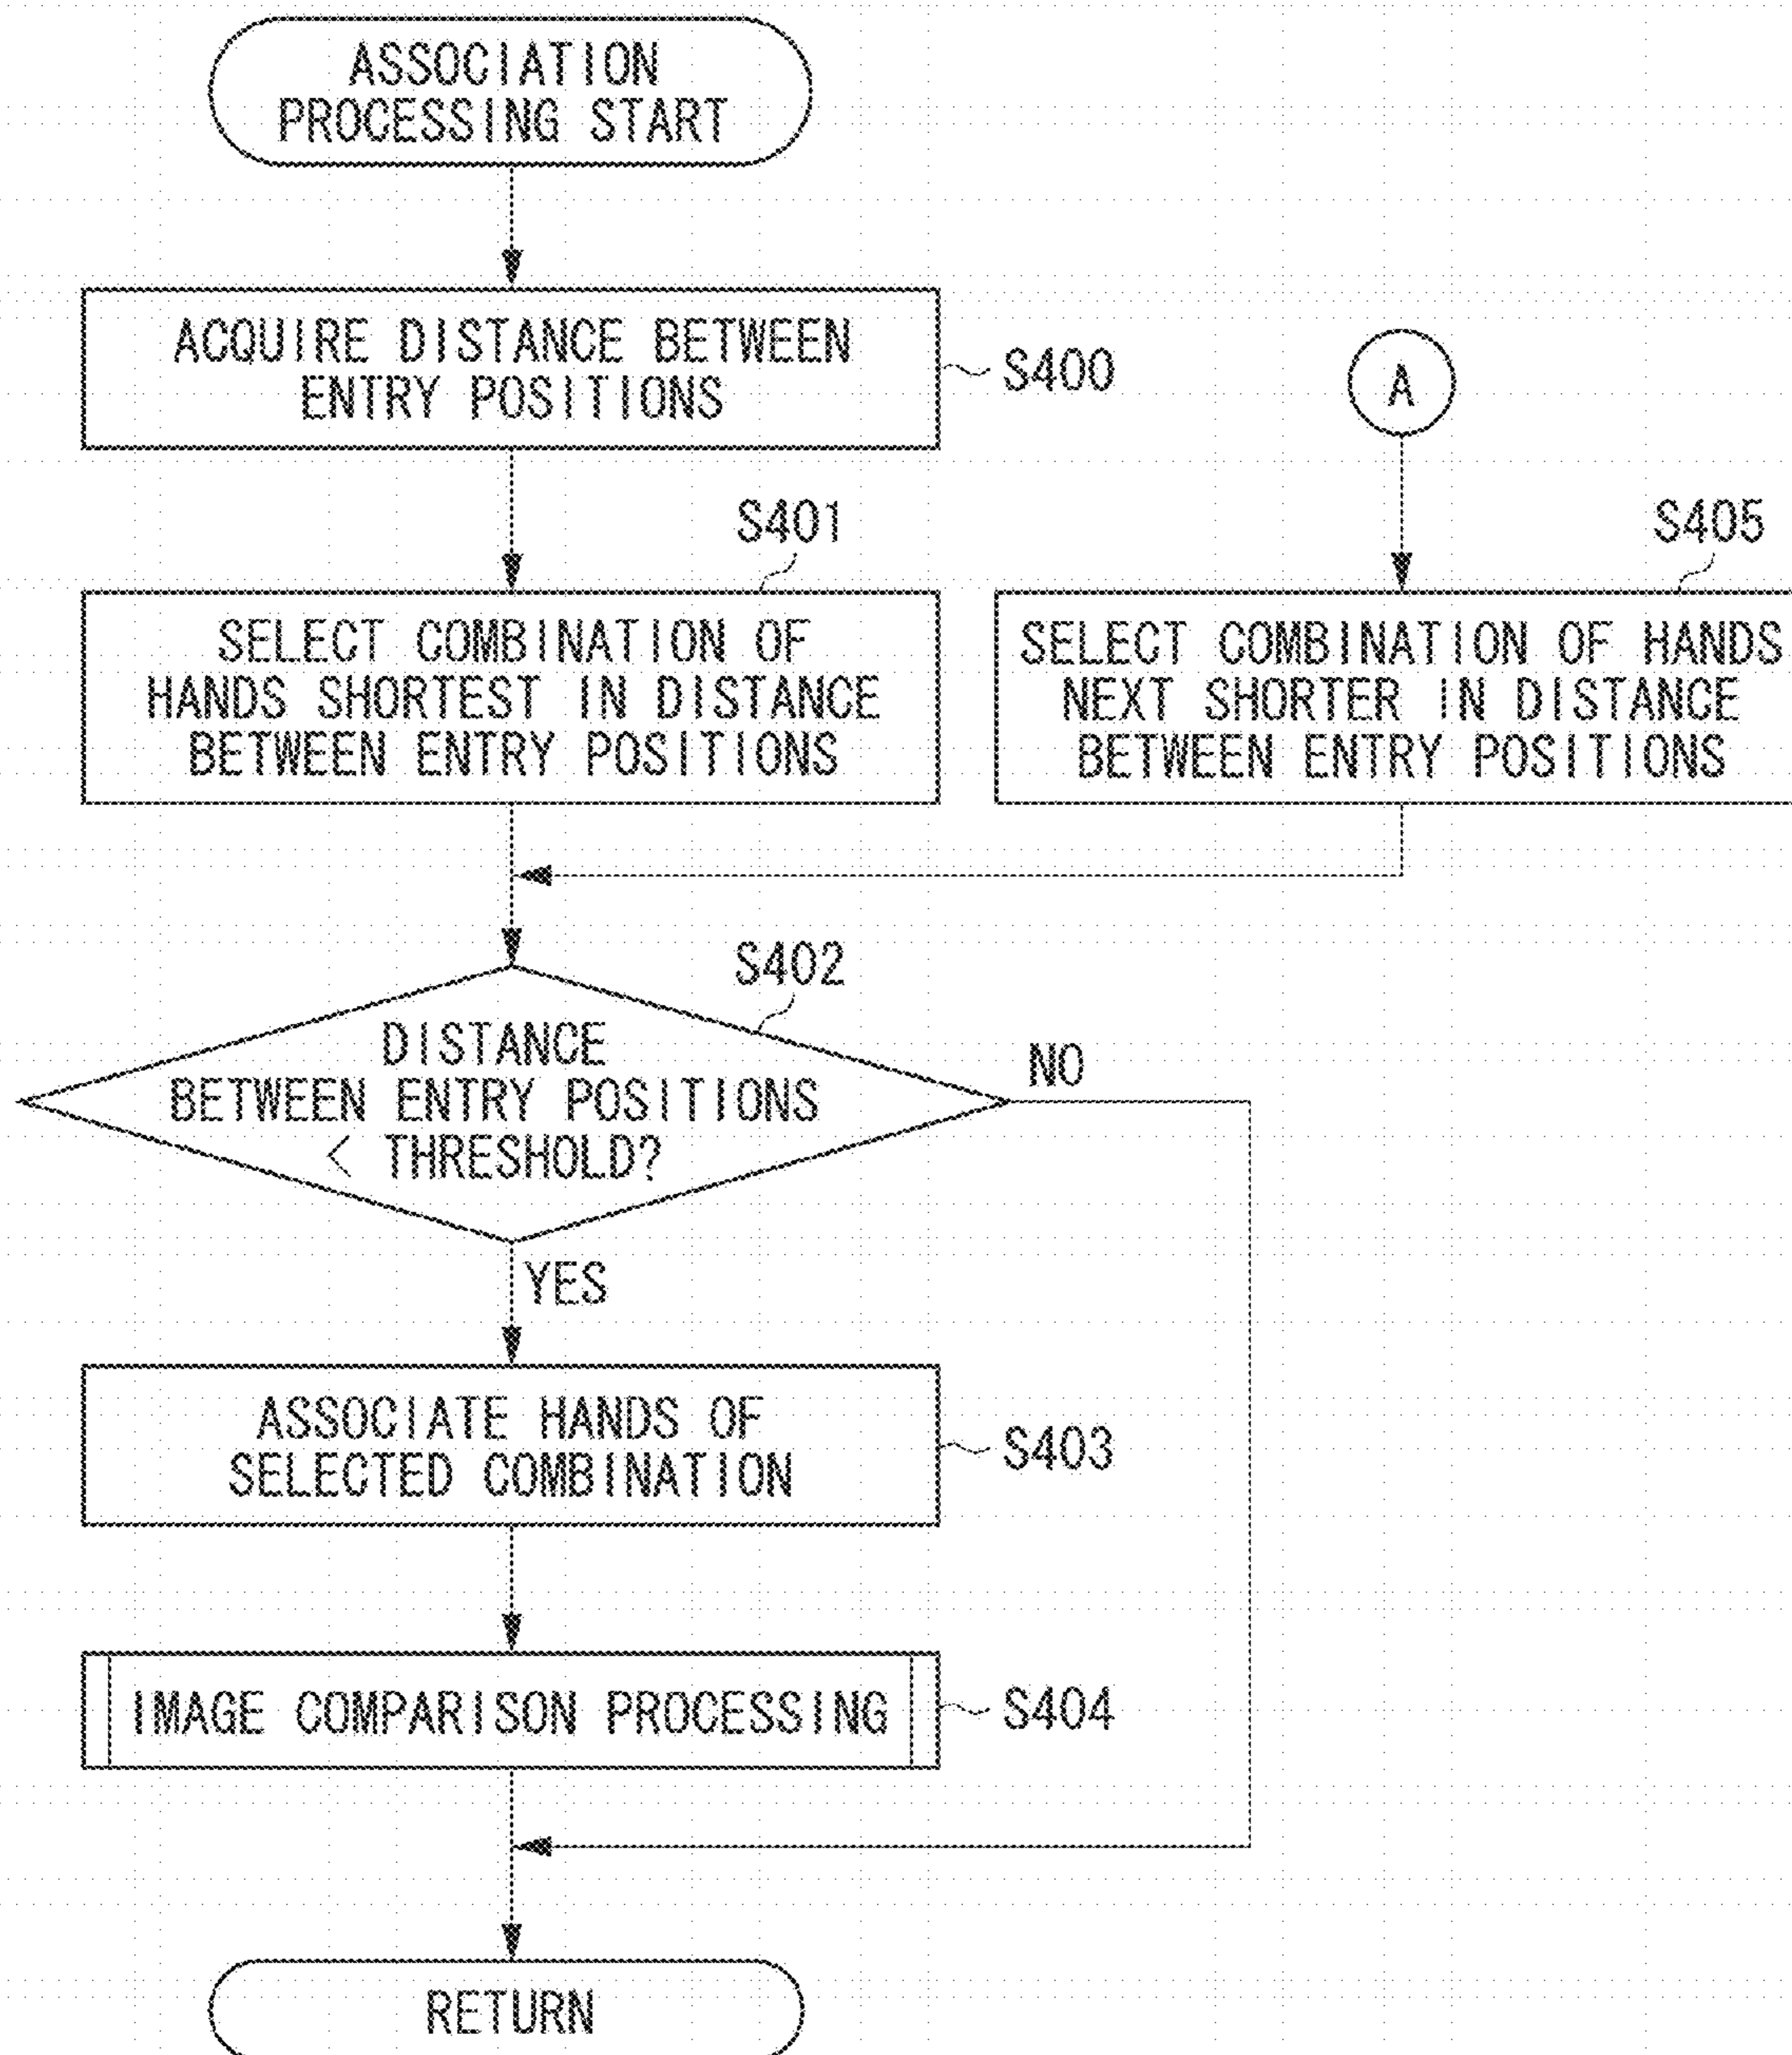 ASSOCIATION
PROCESSING START
ACQUIRE DISTANCE BETWEEN
ENTRY POSITIONS
S400
A
S401
SELECT COMBINATION OF
HANDS SHORTEST IN DISTANCE
BETWEEN ENTRY POSITIONS
S405
SELECT COMBINATION OF HANDS
NEXT SHORTER IN DISTANCE
BETWEEN ENTRY POSITIONS
S402
DISTANCE
BETWEEN ENTRY POSITIONS
< THRESHOLD?
NO
YES
ASSOCIATE HANDS OF
SELECTED COMBINATION
S403
IMAGE COMPARISON PROCESSING
S404
RETURN